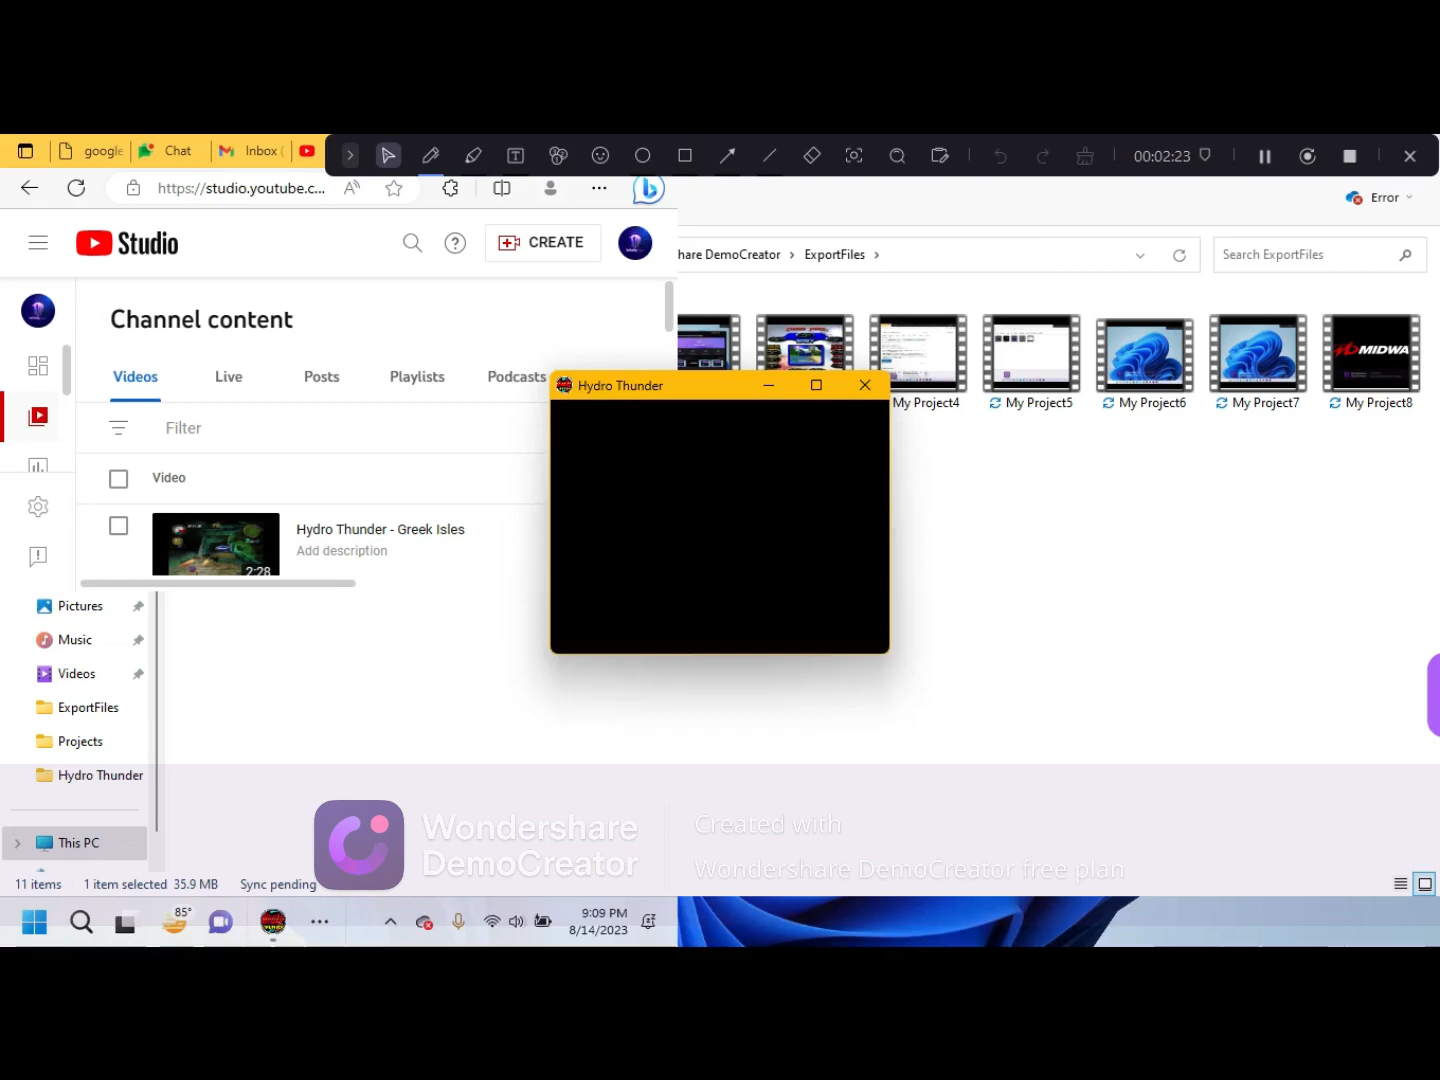 google
Chat
Inbox (
00:02:23
https://studio.youtube.c...
Error
Studio
CREATE
hare DemoCreator > ExportFiles >
Search ExportFiles
Channel content
Videos
Live
Posts
Playlists
Podcasts
MIDWA
Hydro Thunder
My Project4
My Project5
My Project6
My Project7
My Project8
Filter
Video
Hydro Thunder - Greek Isles
Add description
2:28
Pictures
Music
Videos
ExportFiles
Projects
Hydro Thunder
This PC
Wondershare
DemoCreator
Created with
Wondershare DemoCreator free plan
11 items
1 item selected 35.9 MB
Sync pending
85°
9:09 PM
8/14/2023